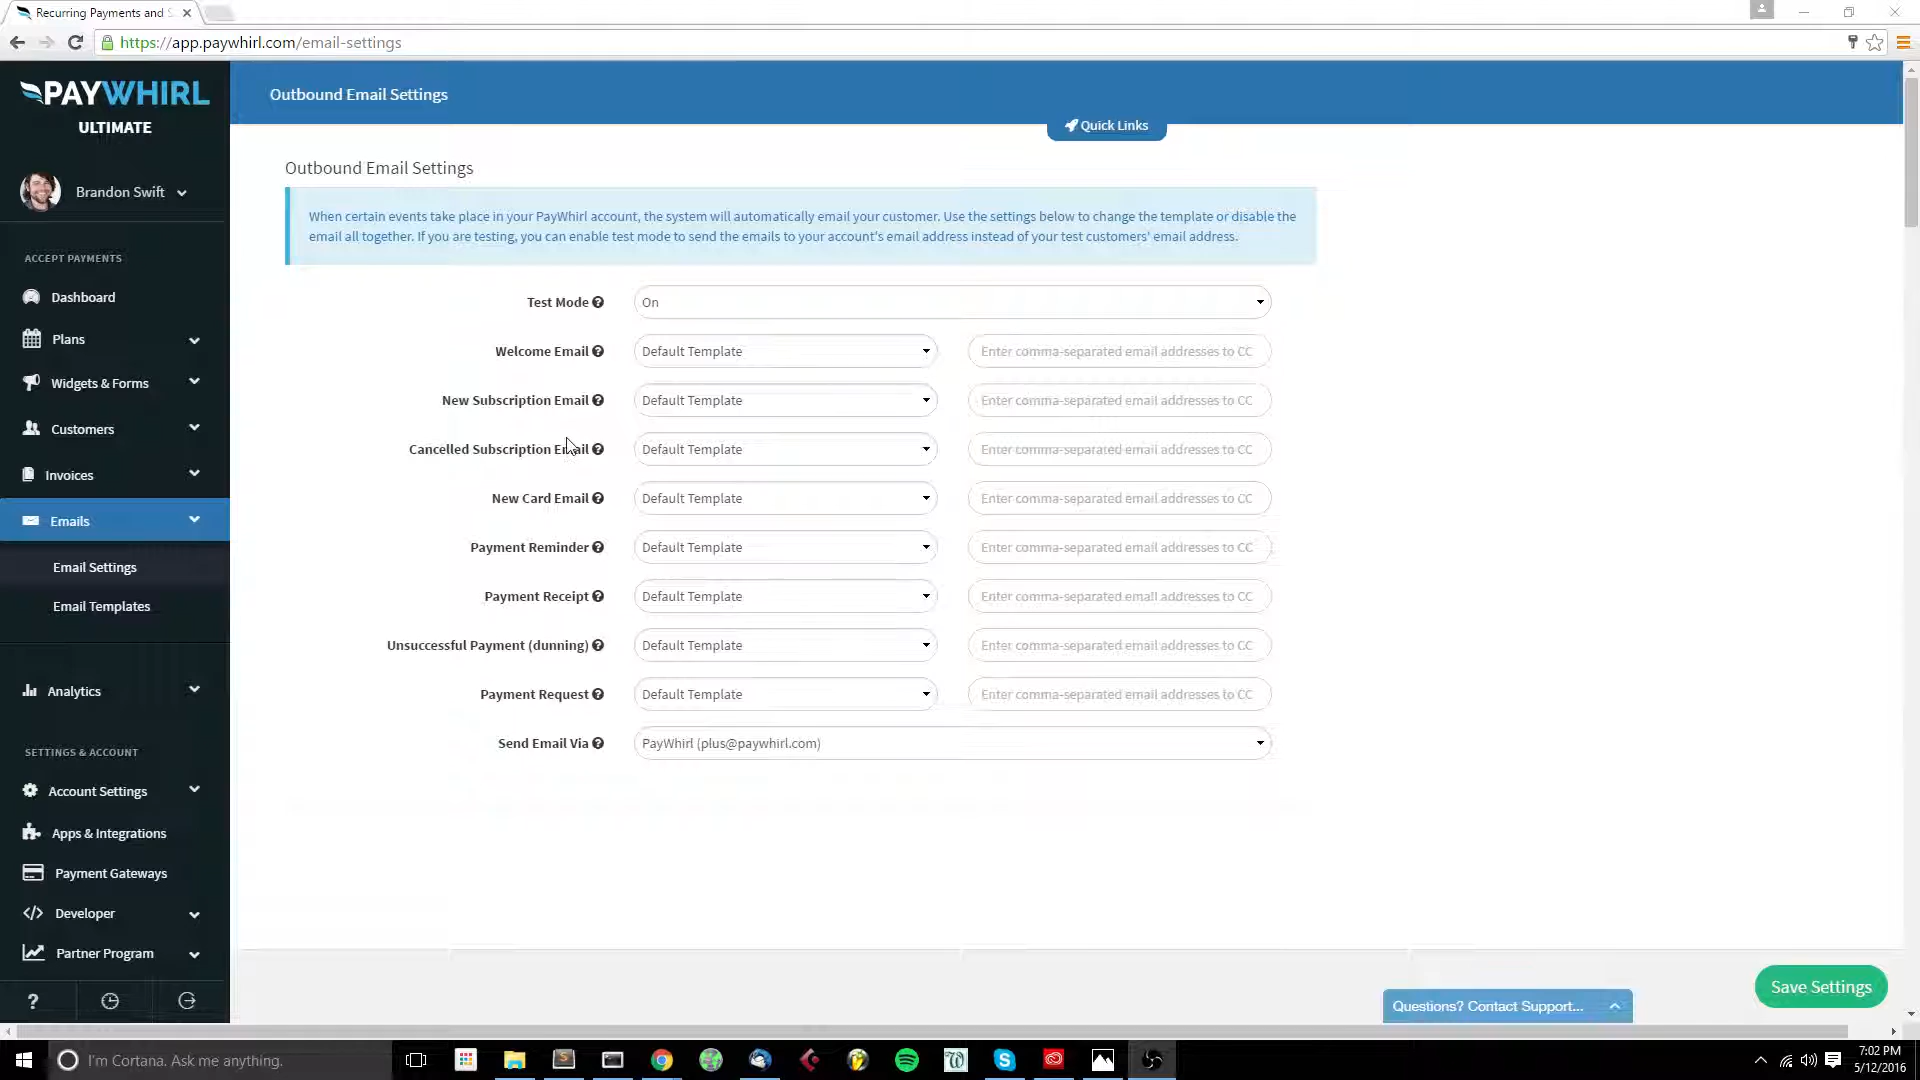 Recurring Payments and S
https://app.paywhirl.com/email-settings
PAYWHIRL
ULTIMATE
Brandon Swift
ACCEPT PAYMENTS
Dashboard
Plans
Widgets & Forms
Customers
Invoices
Emails
Email Settings
Email Templates
Analytics
SETTINGS & ACCOUNT
Account Settings
Apps & Integrations
Payment Gateways
Developer
Partner Program
Outbound Email Settings
Quick Links
Outbound Email Settings
When certain events take place in your PayWhirl account, the system will automatically email your customer. Use the settings below to change the template or disable the
email all together. If you are testing, you can enable test mode to send the emails to your account's email address instead of your test customers' email address.
Test Mode On
Welcome Email Default Template Enter comma-separated email addresses to CC
New Subscription Email Default Template Enter comma-separated email addresses to CC
Cancelled Subscription Email Default Template Enter comma-separated email addresses to CC
New Card Email Default Template Enter comma-separated email addresses to CC
Payment Reminder Default Template Enter comma-separated email addresses to CC
Payment Receipt Default Template Enter comma-separated email addresses to CC
Unsuccessful Payment (dunning) Default Template Enter comma-separated email addresses to CC
Payment Request Default Template Enter comma-separated email addresses to CC
Send Email Via PayWhirl (plus@paywhirl.com)
Save Settings
Questions? Contact Support...
I'm Cortana. Ask me anything.
7:02 PM
5/12/2016